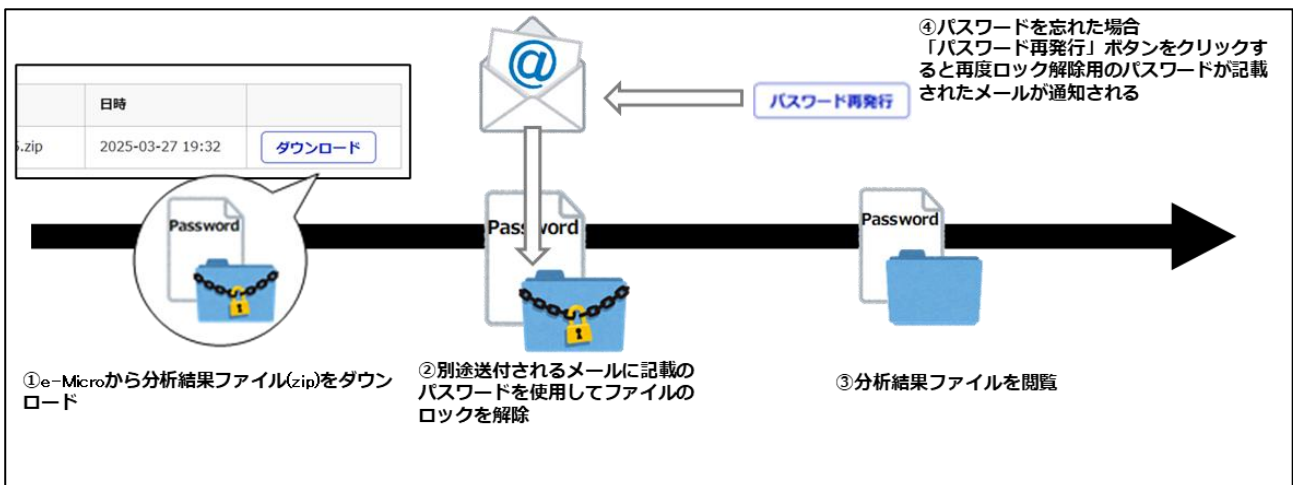 ④パスワードを忘れた場合
「パスワード再発行」ボタンをクリックす
ると再度ロック解除用のパスワードが記載
されたメールが通知される
パスワード再発行
日時
.zip 2025-03-27 19:32 ダウンロード
Password
Password
Password
①e-Microから分析結果ファイル(zip)をダウン
ロード
②別途送付されるメールに記載の
パスワードを使用してファイルの
ロックを解除
③分析結果ファイルを閲覧